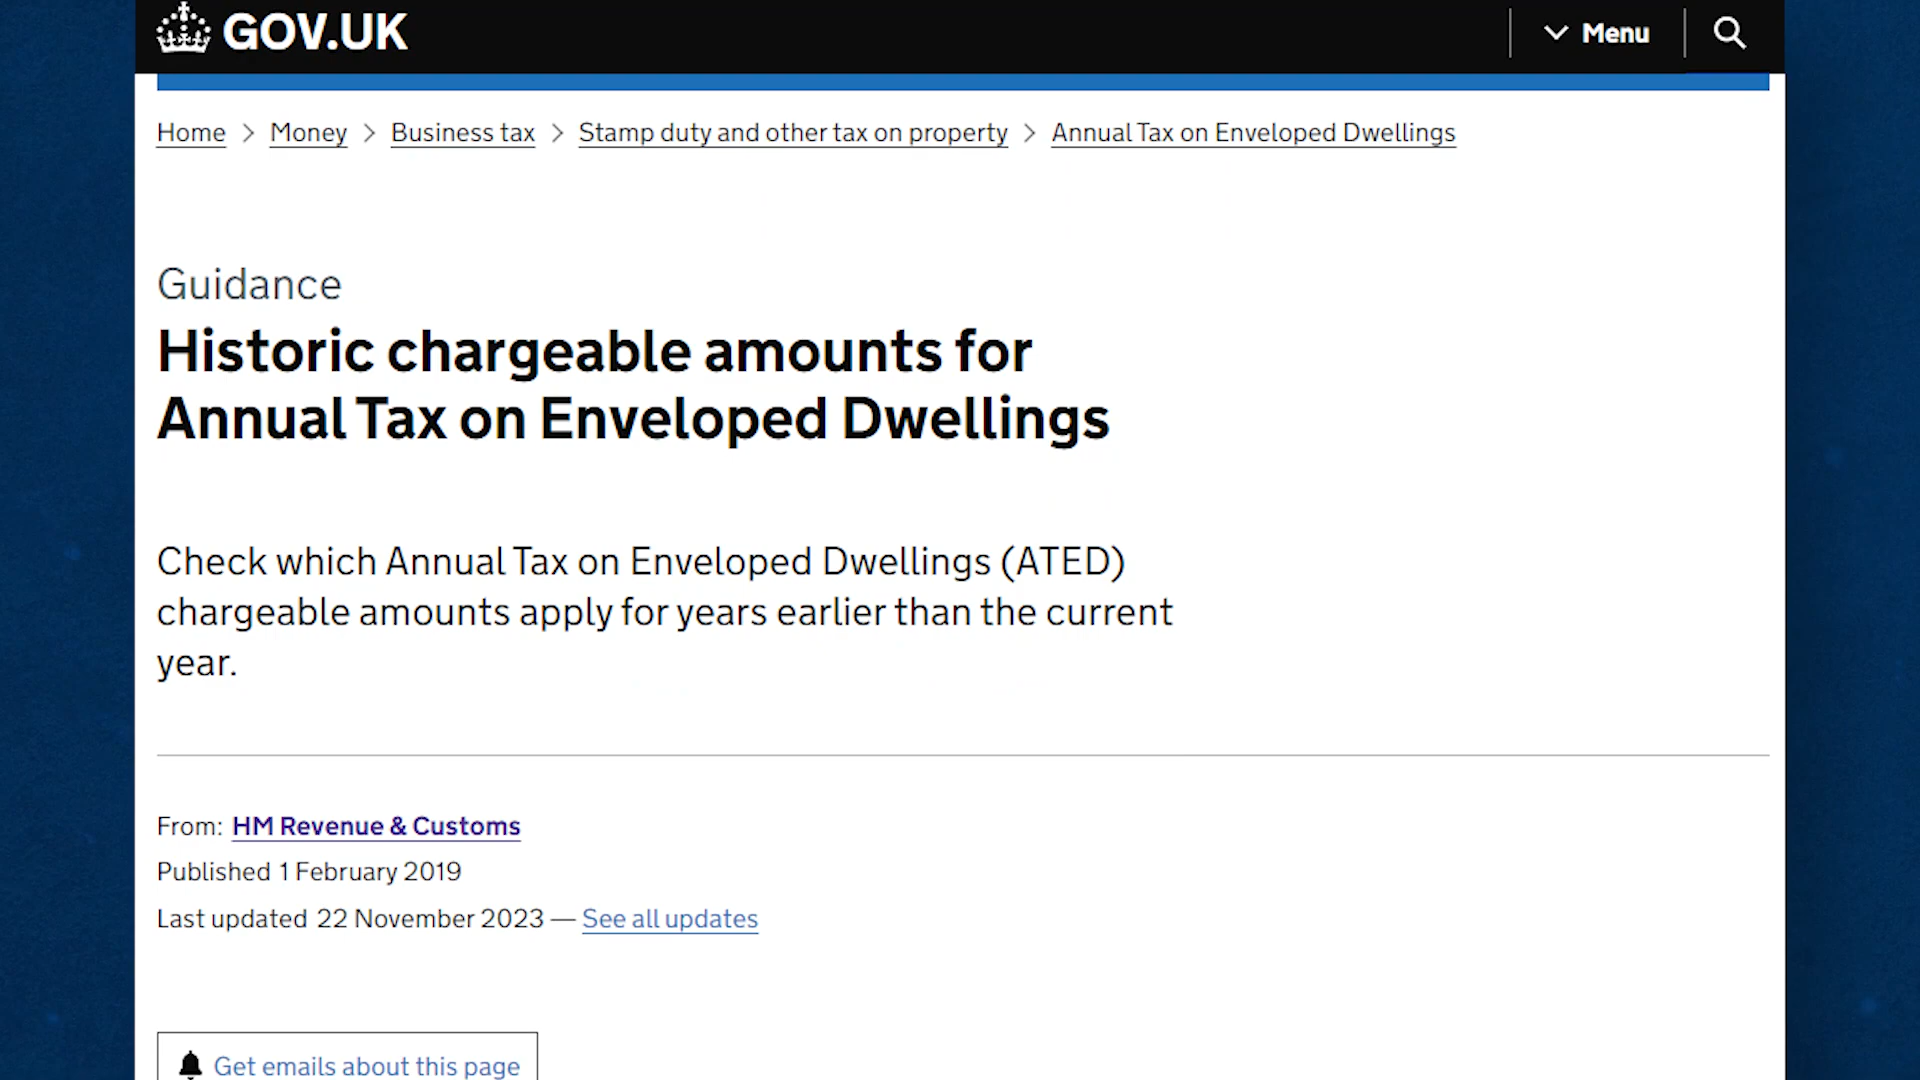 GOV.UK
Menu
Home > Money > Business tax > Stamp duty and other tax on property > Annual Tax on Enveloped Dwellings
Guidance
Historic chargeable amounts for
Annual Tax on Enveloped Dwellings
Check which Annual Tax on Enveloped Dwellings (ATED)
chargeable amounts apply for years earlier than the current
year.
From: HM Revenue & Customs
Published 1 February 2019
Last updated 22 November 2023 — See all updates
Get emails about this page